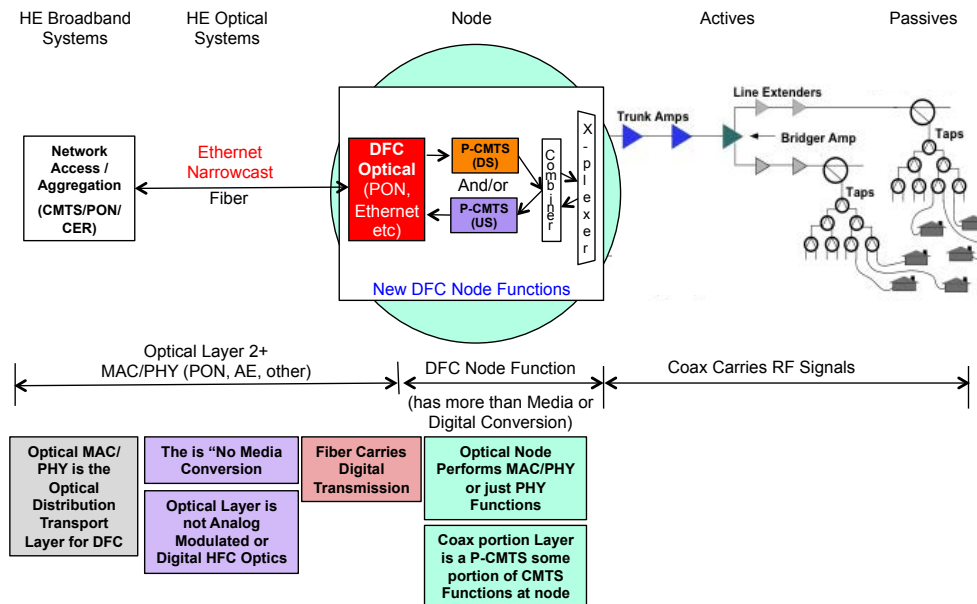 HE Broadband
Systems
HE Optical
Systems
Node
Actives
Passives
Network
Access /
Aggregation
(CMTS/PON/
CER)
Ethernet
Narrowcast
Fiber
DFC
Optical
(PON,
Ethernet
etc)
P-CMTS
(DS)
And/or
P-CMTS
(US)
Combiner
X-plexer
New DFC Node Functions
Trunk Amps
Line Extenders
Bridger Amp
Taps
Taps
Optical Layer 2+
MAC/PHY (PON, AE, other)
DFC Node Function
(has more than Media or
Digital Conversion)
Coax Carries RF Signals
Optical MAC/
PHY is the
Optical
Distribution
Transport
Layer for DFC
The is “No Media
Conversion
Optical Layer is
not Analog
Modulated or
Digital HFC Optics
Fiber Carries
Digital
Transmission
Optical Node
Performs MAC/PHY
or just PHY
Functions
Coax portion Layer
is a P-CMTS some
portion of CMTS
Functions at node